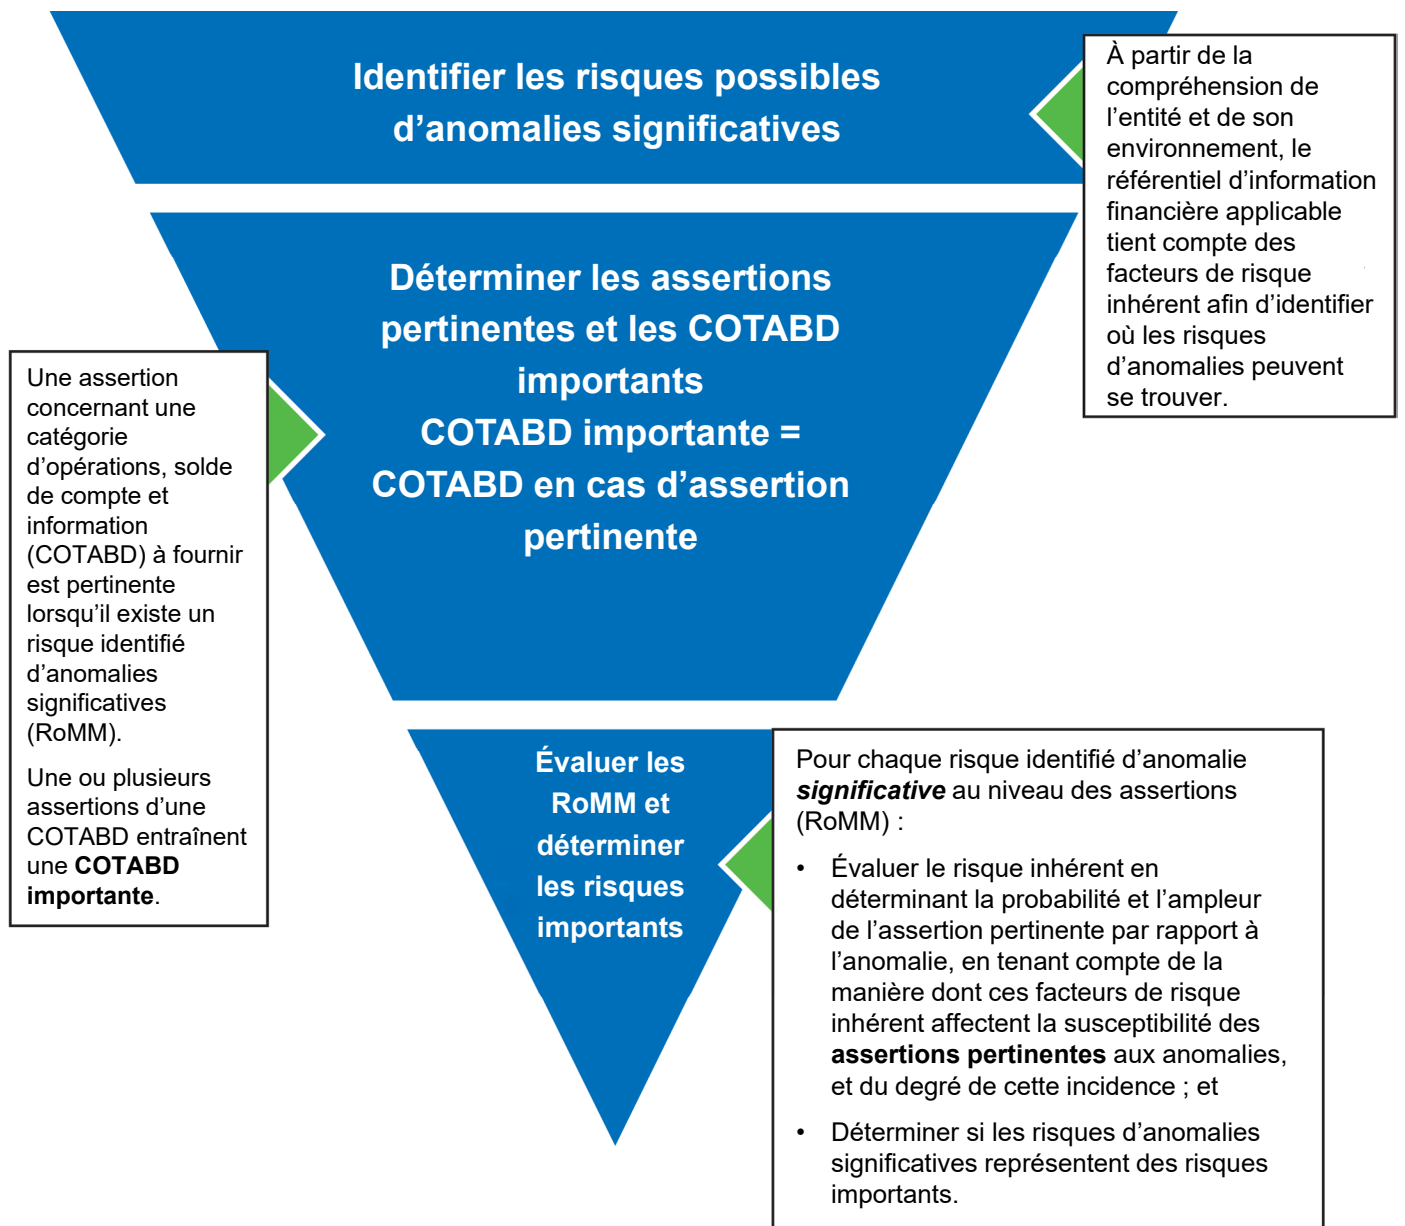 Identifier les risques possibles
d’anomalies significatives
À partir de la
compréhension de
l’entité et de son
environnement, le
référentiel d’information
financière applicable
tient compte des
facteurs de risque
inhérent afin d’identifier
où les risques
d’anomalies peuvent
se trouver.
Déterminer les assertions
pertinentes et les COTABD
importants
COTABD importante =
COTABD en cas d’assertion
pertinente
Une assertion
concernant une
catégorie
d’opérations, solde
de compte et
information
(COTABD) à fournir
est pertinente
lorsqu’il existe un
risque identifié
d’anomalies
significatives
(RoMM).
Une ou plusieurs
assertions d’une
COTABD entraînent
une COTABD
importante.
Évaluer les
RoMM et
déterminer
les risques
importants
Pour chaque risque identifié d’anomalie
significative au niveau des assertions
(RoMM) :
• Évaluer le risque inhérent en
déterminant la probabilité et l’ampleur
de l’assertion pertinente par rapport à
l’anomalie, en tenant compte de la
manière dont ces facteurs de risque
inhérent affectent la susceptibilité des
assertions pertinentes aux anomalies,
et du degré de cette incidence ; et
• Déterminer si les risques d’anomalies
significatives représentent des risques
importants.